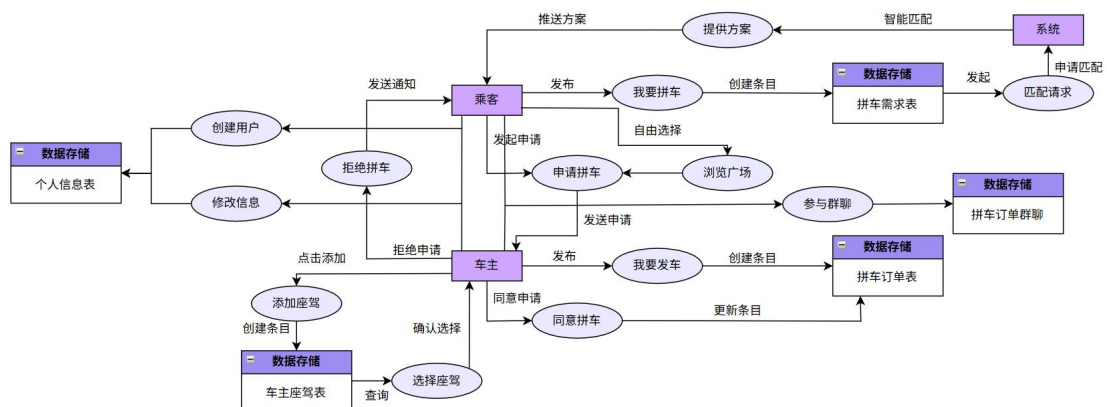 推送方案
提供方案
智能匹配
系统
发送通知
乘客
发布
我要拼车
创建条目
数据存储
拼车需求表
发起
匹配请求
申请匹配
创建用户
发起申请
自由选择
数据存储
个人信息表
拒绝拼车
申请拼车
浏览广场
修改信息
发送申请
参与群聊
数据存储
拼车订单群聊
拒绝申请
点击添加
车主
发布
我要发车
创建条目
数据存储
拼车订单表
添加座驾
同意申请
同意拼车
更新条目
创建条目
确认选择
数据存储
车主座驾表
查询
选择座驾